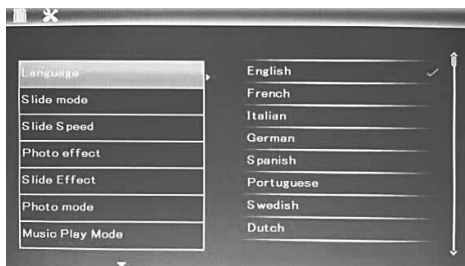 Language
Slide mode
Slide Speed
Photo effect
Slide Effect
Photo mode
Music Play Mode
English
French
Italian
German
Spanish
Portuguese
Swedish
Dutch